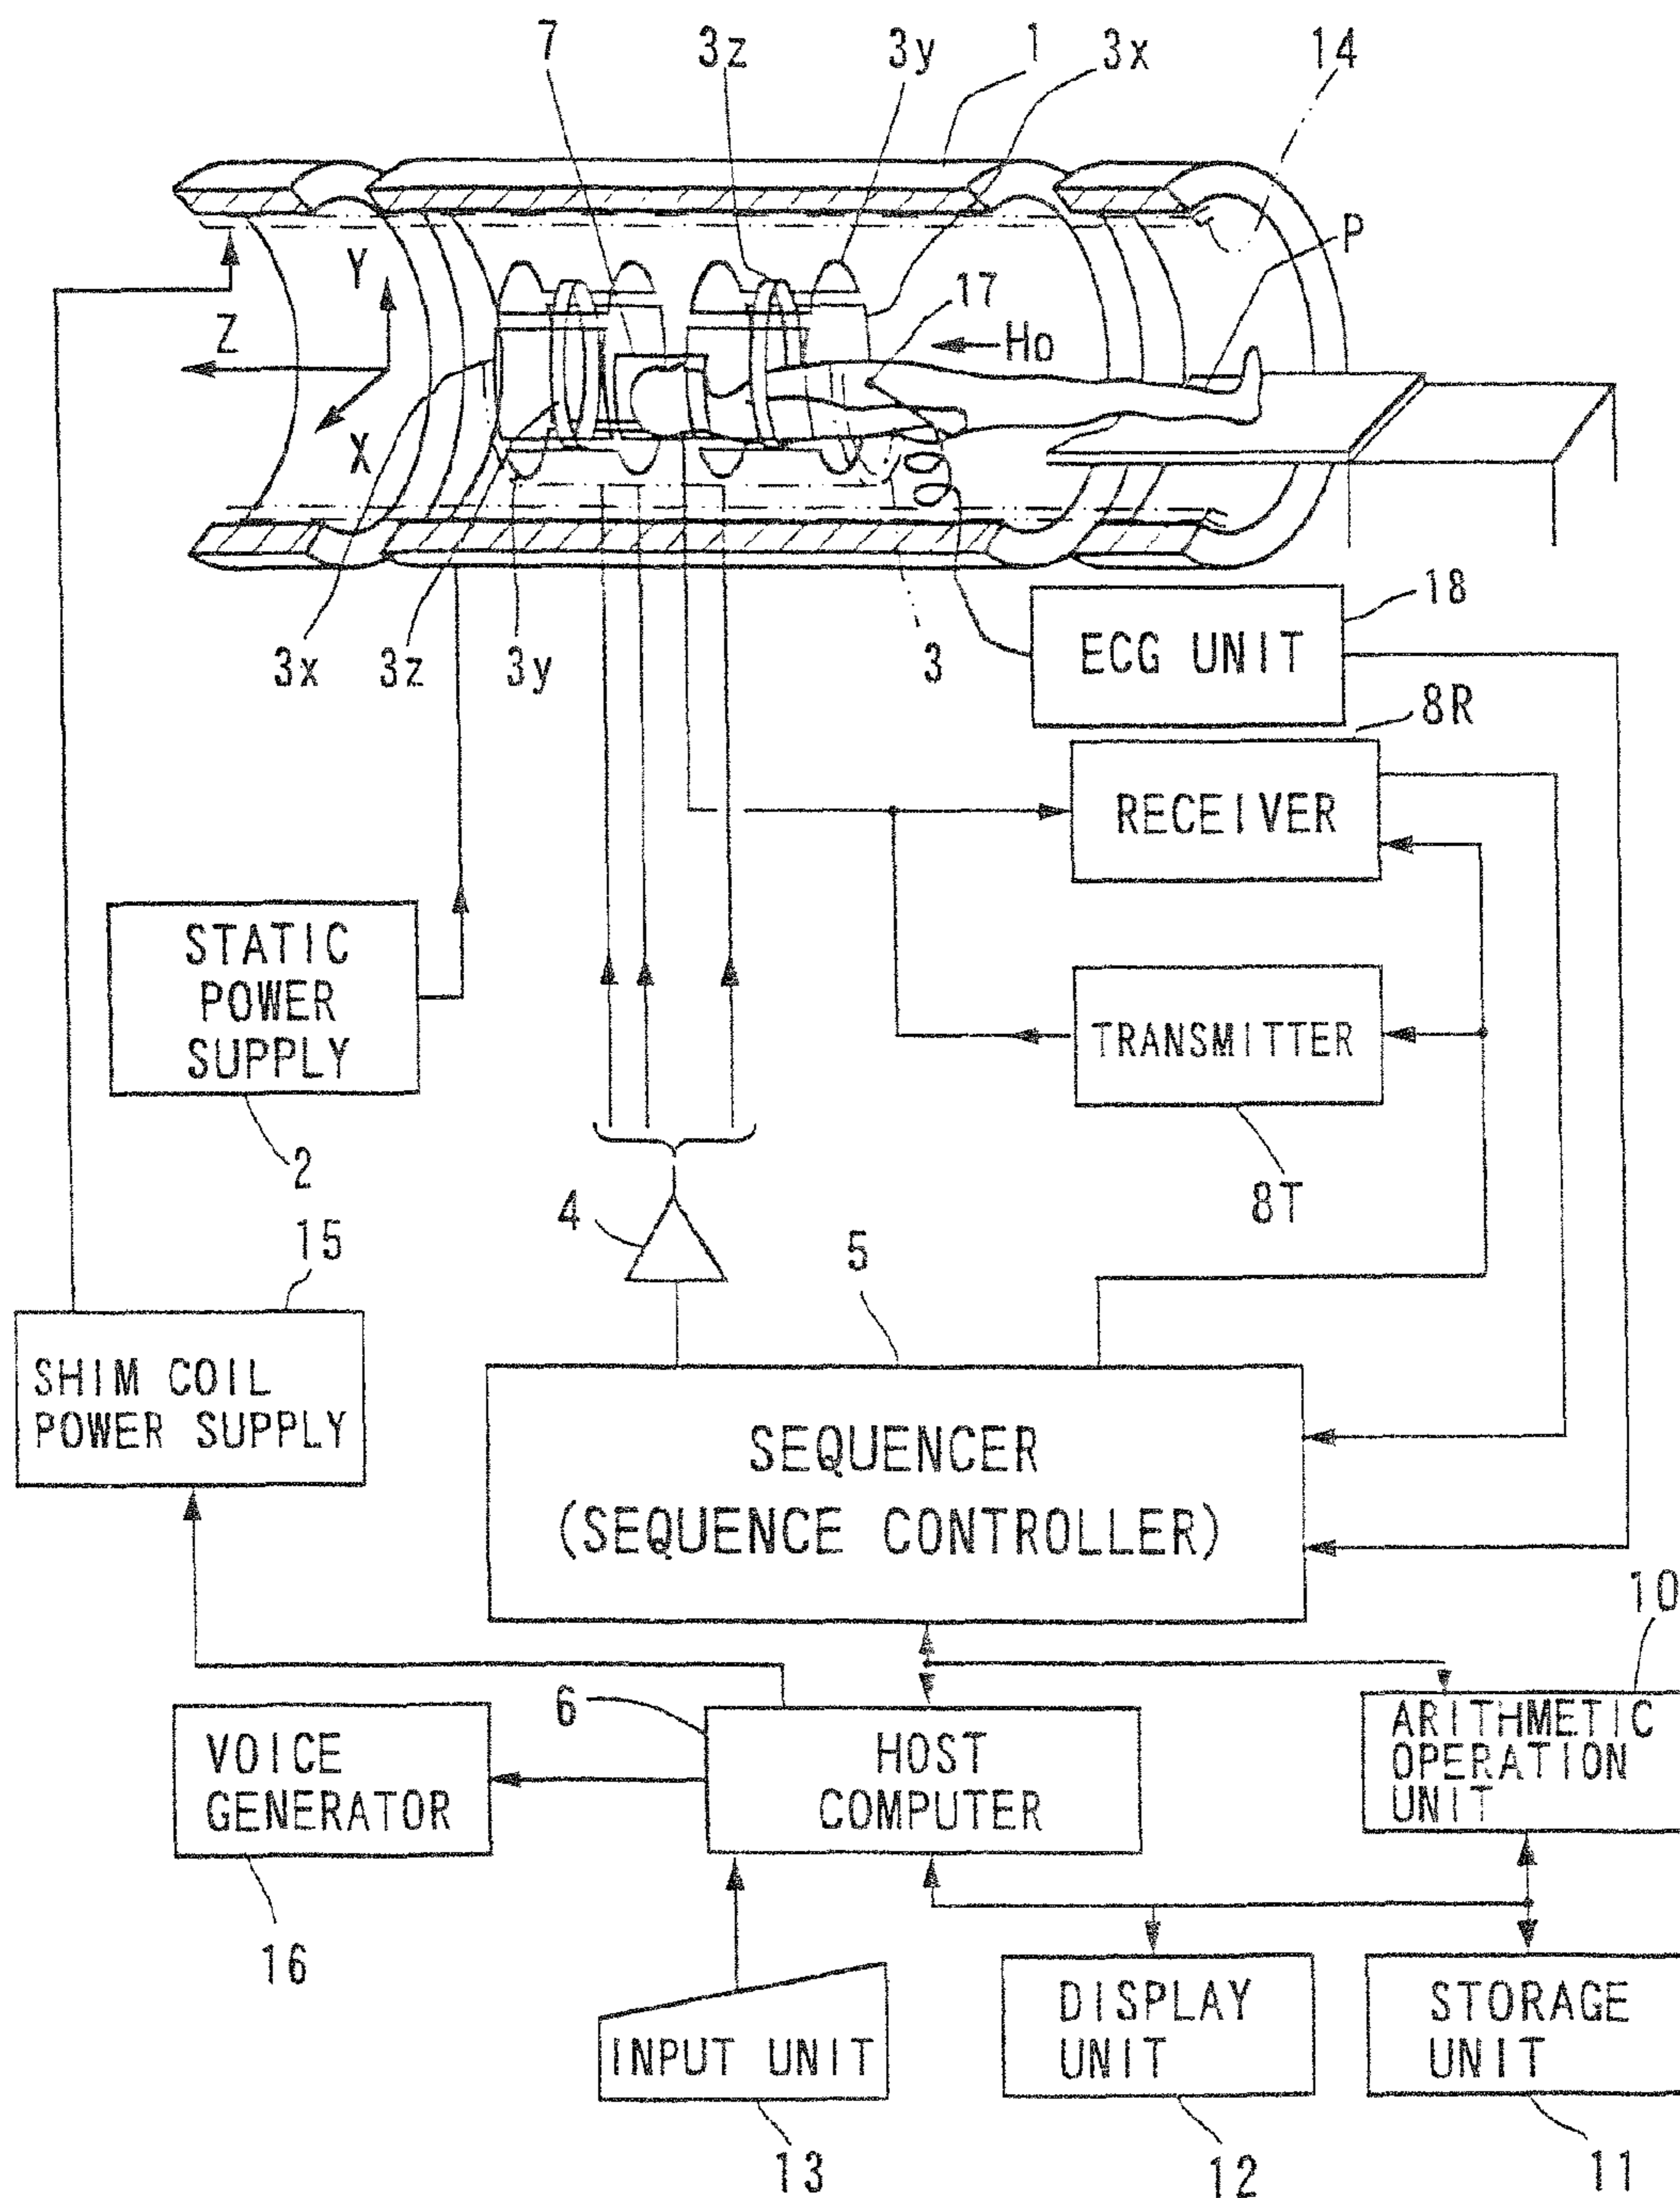 7
3z
3y
1
3x
14
Y
Z
X
17
Ho
P
3x
3z
3y
3
18
ECG UNIT
8R
RECEIVER
STATIC
POWER
SUPPLY
2
TRANSMITTER
8T
4
5
15
SHIM COIL
POWER SUPPLY
SEQUENCER
(SEQUENCE CONTROLLER)
10
6
VOICE
GENERATOR
16
HOST
COMPUTER
ARITHMETIC
OPERATION
UNIT
INPUT UNIT
13
DISPLAY
UNIT
12
STORAGE
UNIT
11